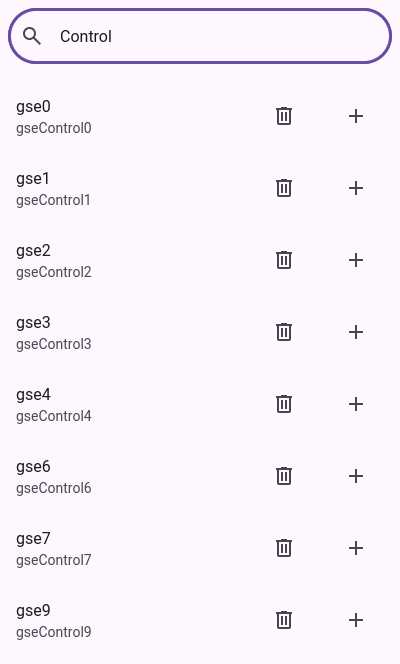 Control
gse0
gseControl0
gse1
gseControl1
gse2
gseControl2
gse3
gseControl3
gse4
gseControl4
gse6
gseControl6
gse7
gseControl7
gse9
gseControl9